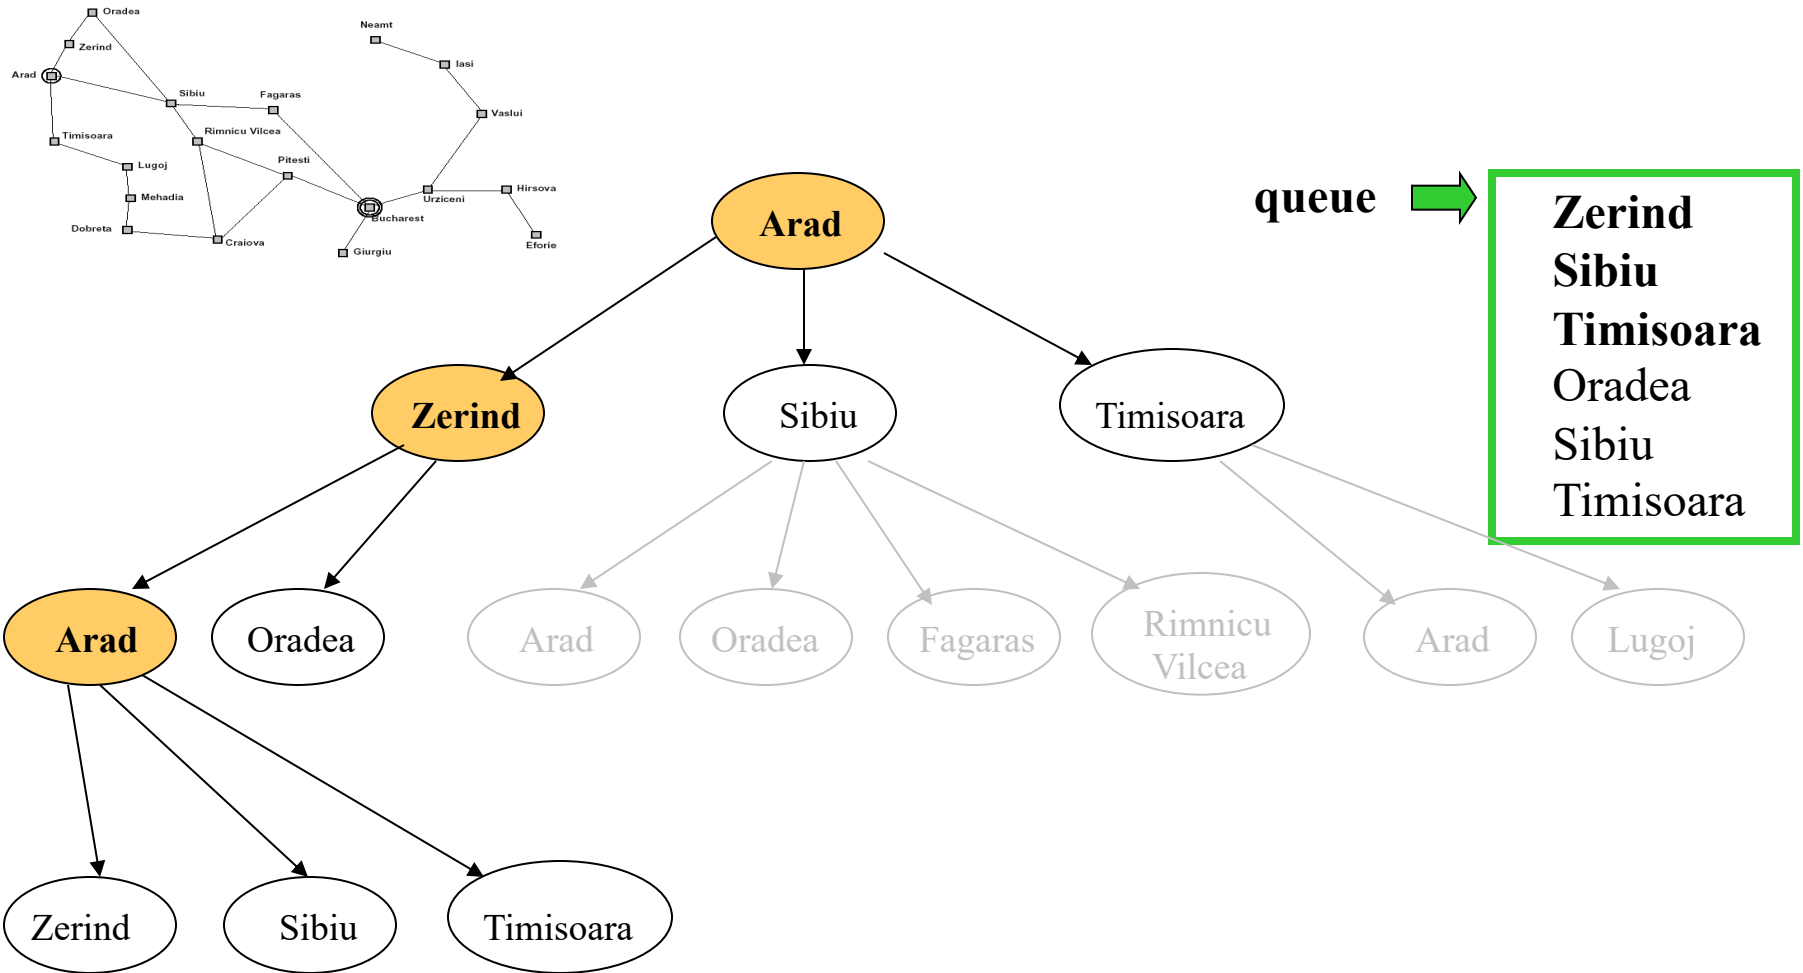 Oradea
Neamt
Zerind
Iasi
Arad
Sibiu
Fagaras
Vaslui
Rimnicu Vilcea
Timisoara
Lugoj
Pitesti
Mehadia
Hirsova
Urziceni
Bucharest
Dobreta
Craiova
Giurgiu
Eforie
queue
Zerind
Sibiu
Timisoara
Oradea
Sibiu
Timisoara
Arad
Zerind
Sibiu
Timisoara
Arad
Oradea
Arad
Oradea
Fagaras
Rimnicu
Vilcea
Arad
Lugoj
Zerind
Sibiu
Timisoara